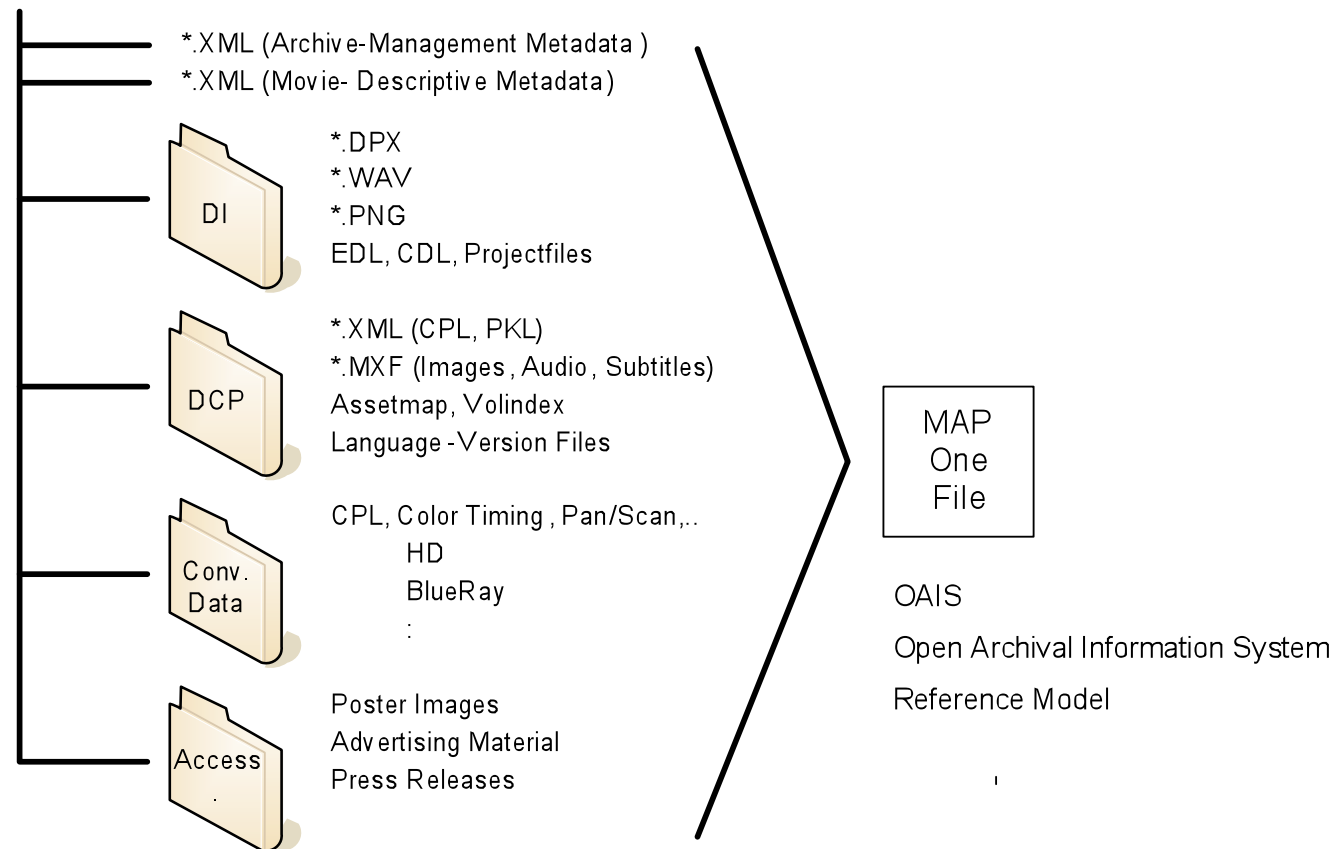 *.XML (Archive-Management Metadata )
*.XML (Movie- Descriptive Metadata)
DI
*.DPX
*.WAV
*.PNG
EDL, CDL, Projectfiles
DCP
*.XML (CPL, PKL)
*.MXF (Images , Audio , Subtitles)
Assetmap, Volindex
Language -Version Files
Conv.
Data
CPL, Color Timing , Pan/Scan,..
HD
BlueRay
:
Access
.
Poster Images
Advertising Material
Press Releases
MAP
One
File
OAIS
Open Archival Information System
Reference Model